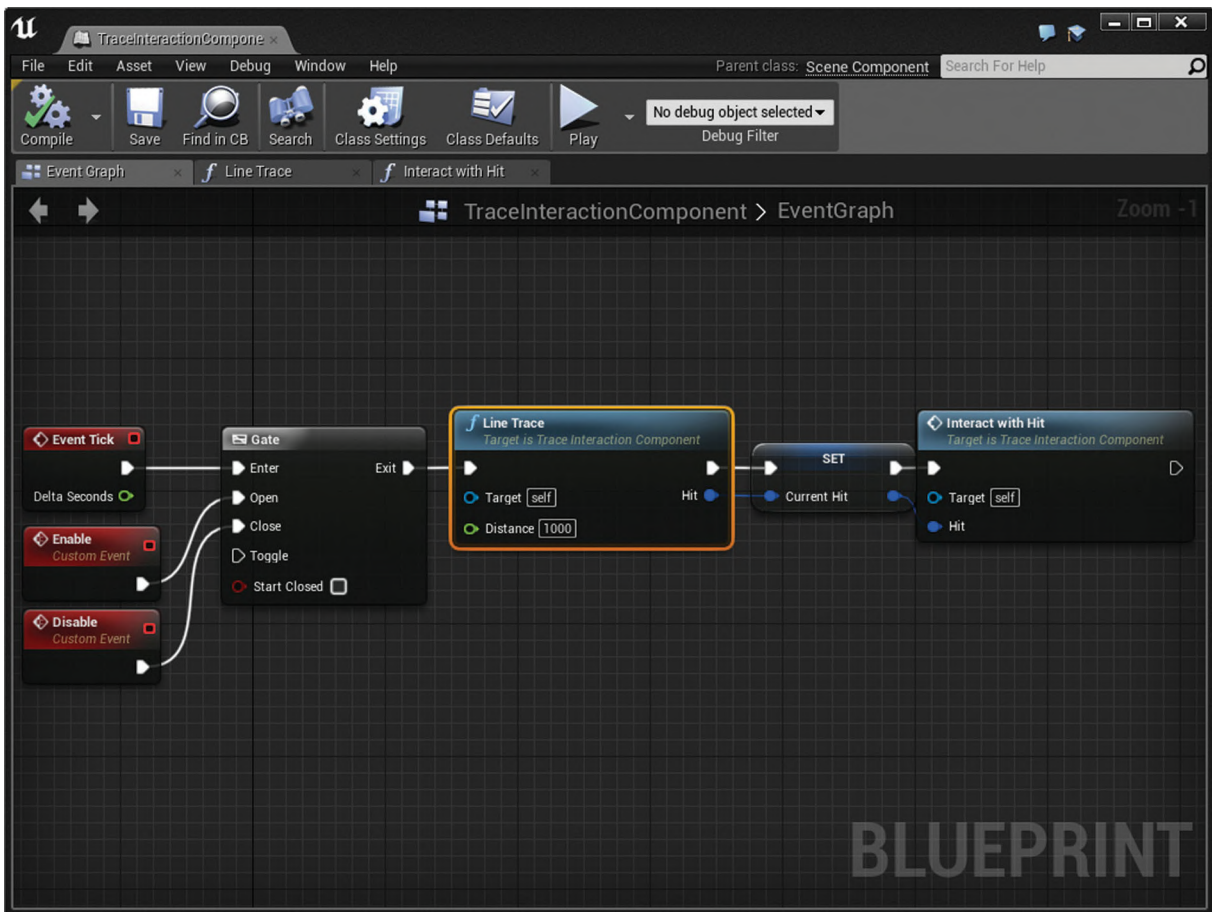 TraceInteractionCompone
File Edit Asset View Debug Window Help
Parent class: Scene Component
Search For Help
Compile
Save
Find in CB
Search
Class Settings
Class Defaults
Play
No debug object selected
Debug Filter
Event Graph
f Line Trace
f Interact with Hit
TraceInteractionComponent > EventGraph
Zoom -1
Event Tick
Delta Seconds
Enable
Custom Event
Disable
Custom Event
Gate
Enter
Exit
Open
Close
Toggle
Start Closed
f Line Trace
Target is Trace Interaction Component
Target self
Hit
Distance 1000
SET
Current Hit
Interact with Hit
Target is Trace Interaction Component
Target self
Hit
BLUEPRINT